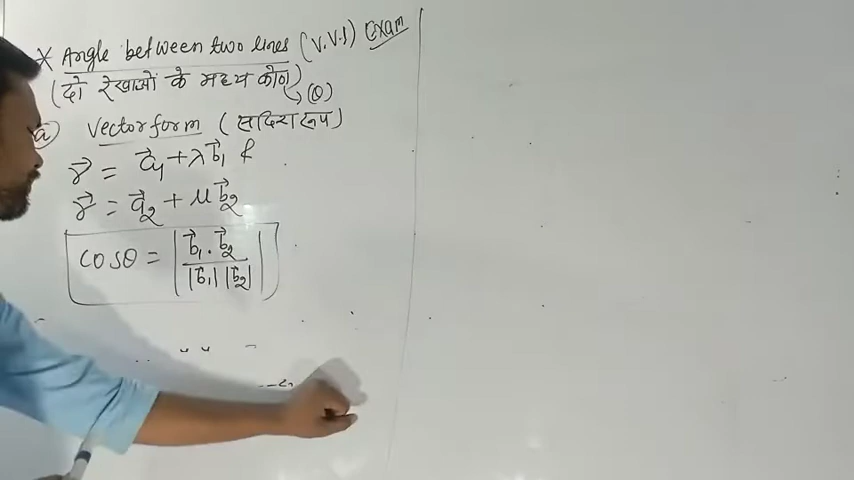 * Angle between two lines (V.V.I) Exam
(दो रेखाओ के मध्य कोण)
→ (θ)
(a) Vector form (सदिश रूप)
r⃗ = a⃗₁ + λb⃗₁ &
r⃗ = a⃗₂ + μb⃗₂
cosθ = | b⃗₁ . b⃗₂ / |b⃗₁| |b⃗₂| |